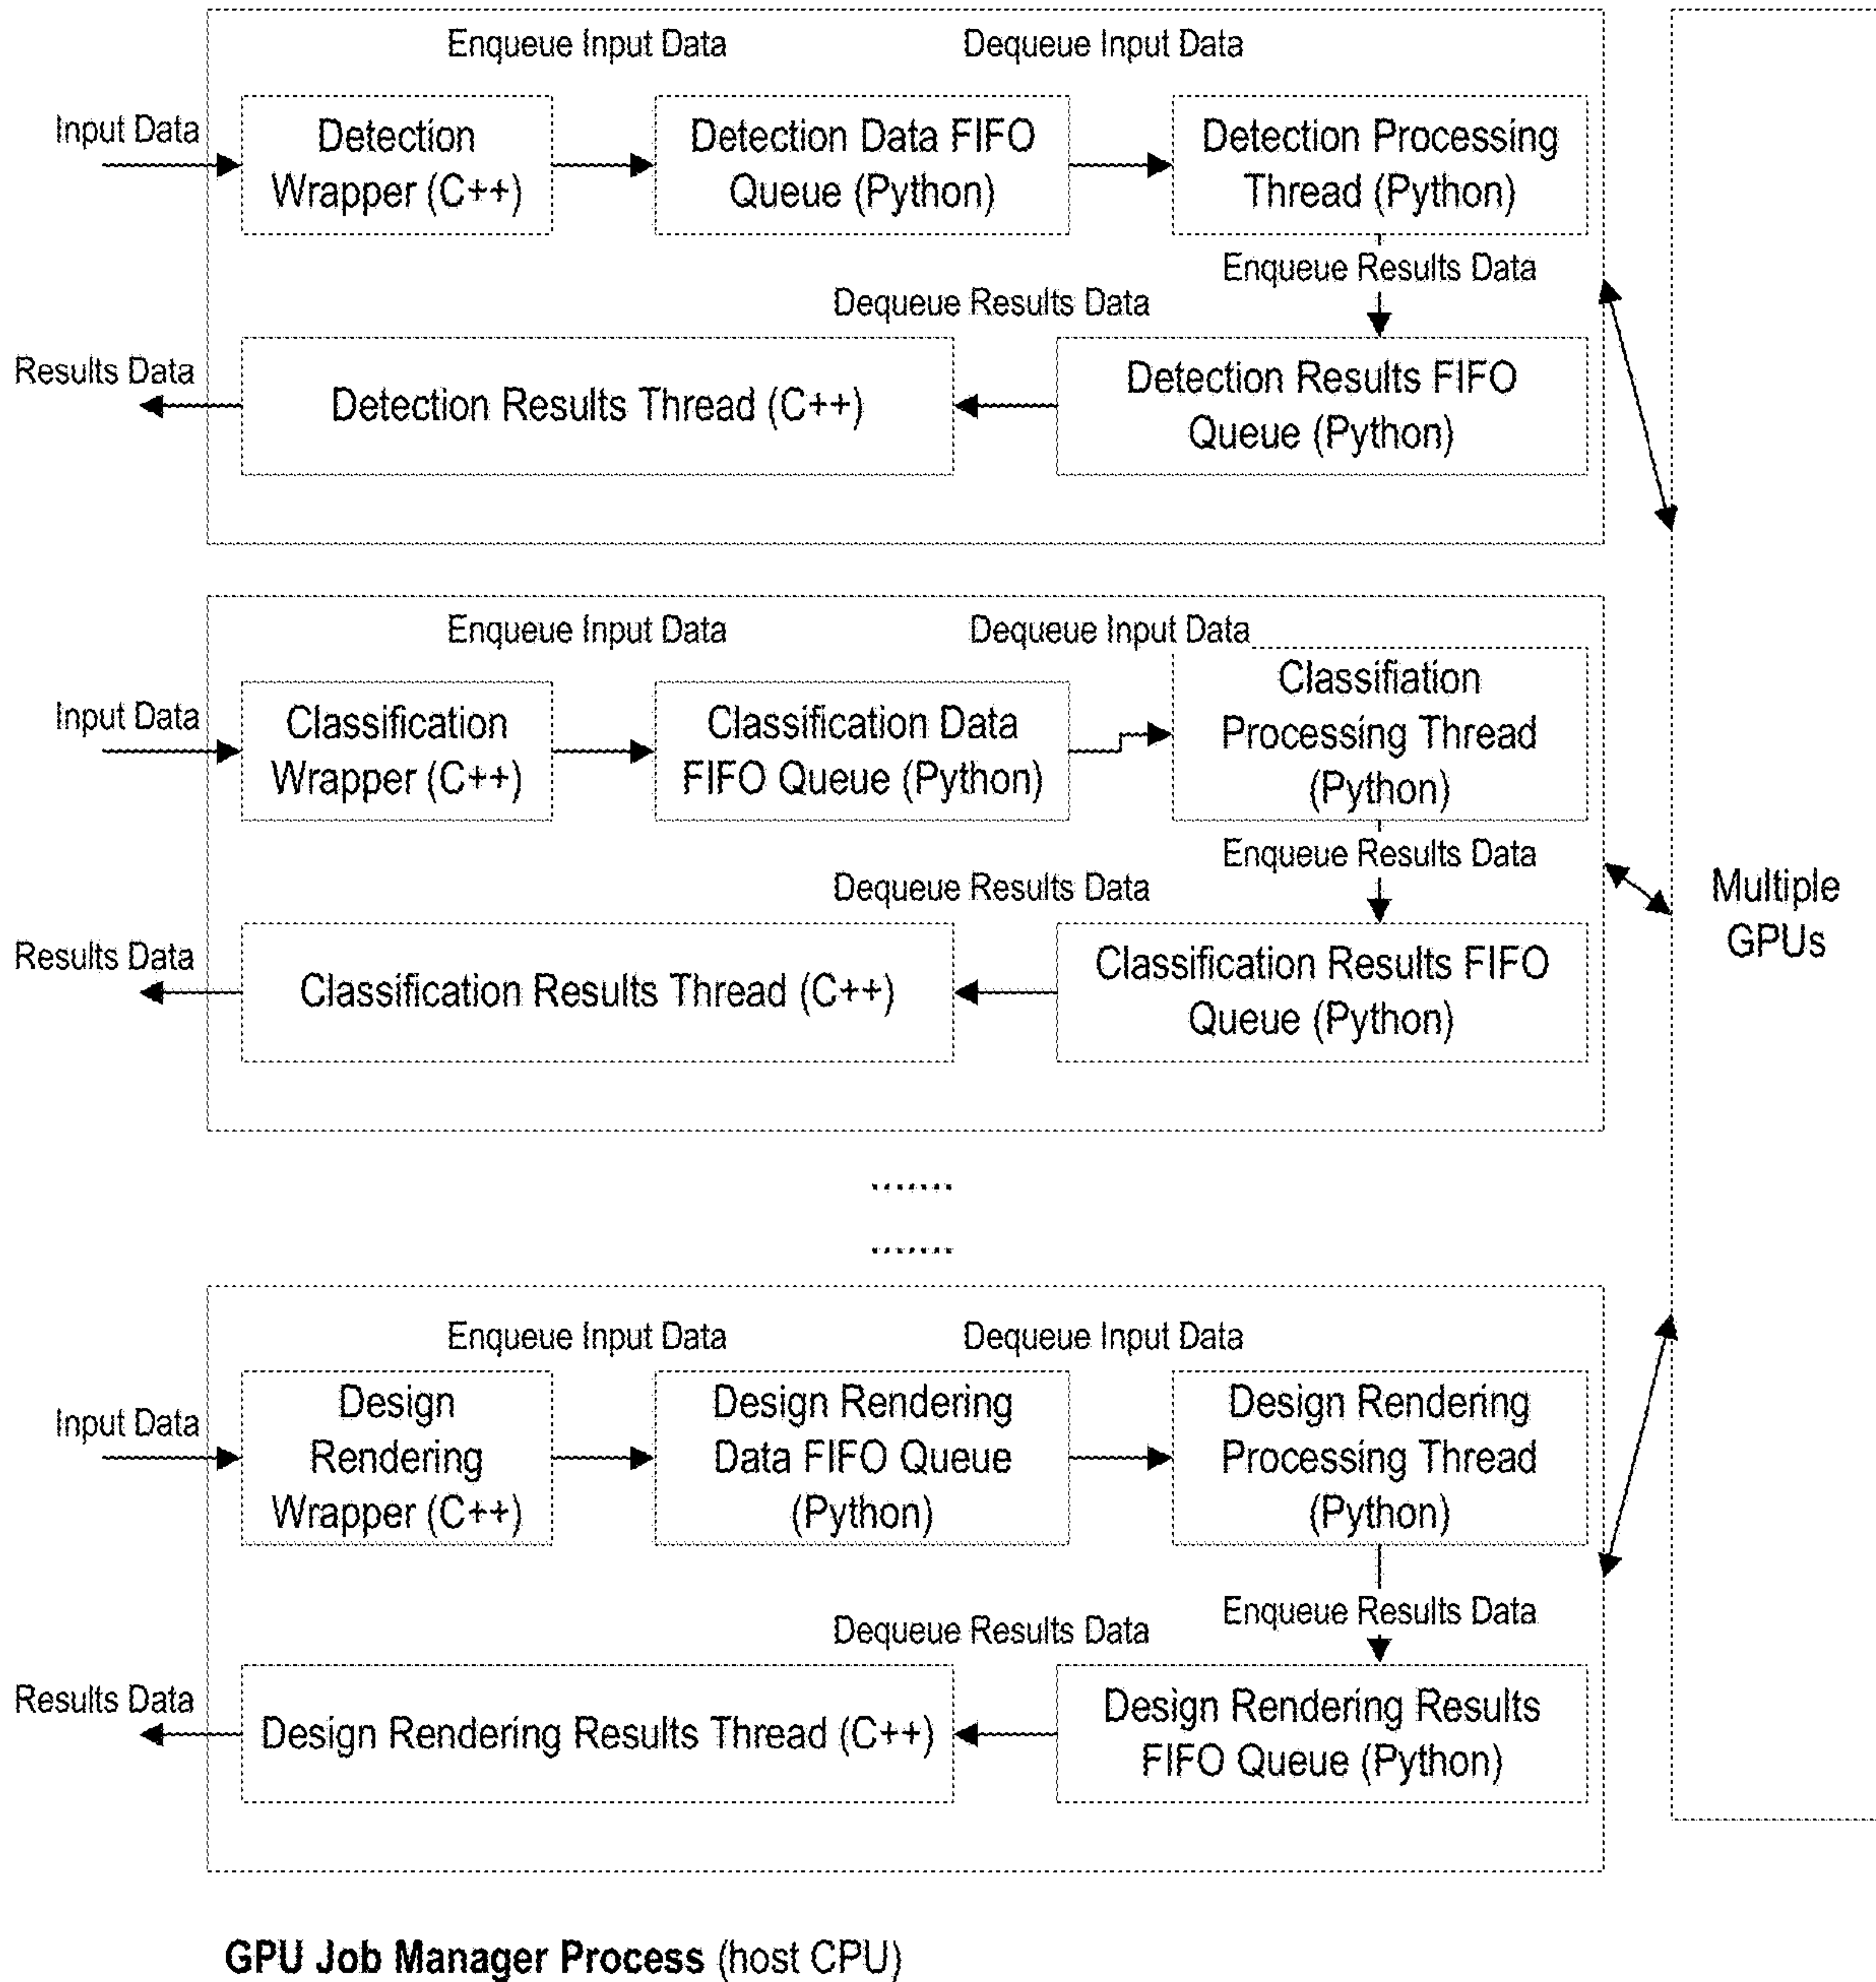 Enqueue Input Data
Dequeue Input Data
Input Data
Detection
Wrapper (C++)
Detection Data FIFO
Queue (Python)
Detection Processing
Thread (Python)
Enqueue Results Data
Dequeue Results Data
Results Data
Detection Results Thread (C++)
Detection Results FIFO
Queue (Python)
Enqueue Input Data
Dequeue Input Data
Input Data
Classification
Wrapper (C++)
Classification Data
FIFO Queue (Python)
Classifiation
Processing Thread
(Python)
Enqueue Results Data
Dequeue Results Data
Results Data
Classification Results Thread (C++)
Classification Results FIFO
Queue (Python)
Multiple
GPUs
.......
.......
Enqueue Input Data
Dequeue Input Data
Input Data
Design
Rendering
Wrapper (C++)
Design Rendering
Data FIFO Queue
(Python)
Design Rendering
Processing Thread
(Python)
Enqueue Results Data
Dequeue Results Data
Results Data
Design Rendering Results Thread (C++)
Design Rendering Results
FIFO Queue (Python)
GPU Job Manager Process (host CPU)